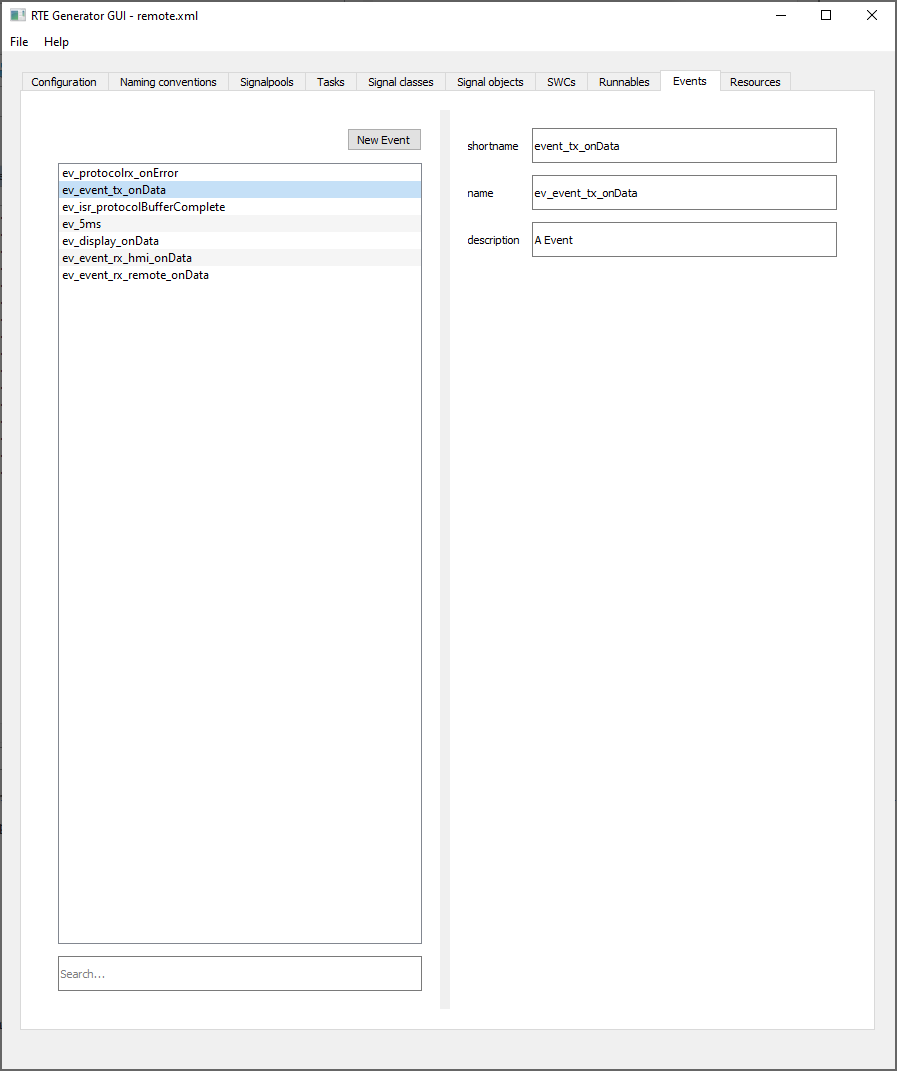 RTE Generator GUI - remote.xml
File Help
Configuration Naming conventions Signalpools Tasks Signal classes Signal objects SWCs Runnables Events Resources
New Event
ev_protocolrx_onError
ev_event_tx_onData
ev_isr_protocolBufferComplete
ev_5ms
ev_display_onData
ev_event_rx_hmi_onData
ev_event_rx_remote_onData
Search...
shortname event_tx_onData
name ev_event_tx_onData
description A Event